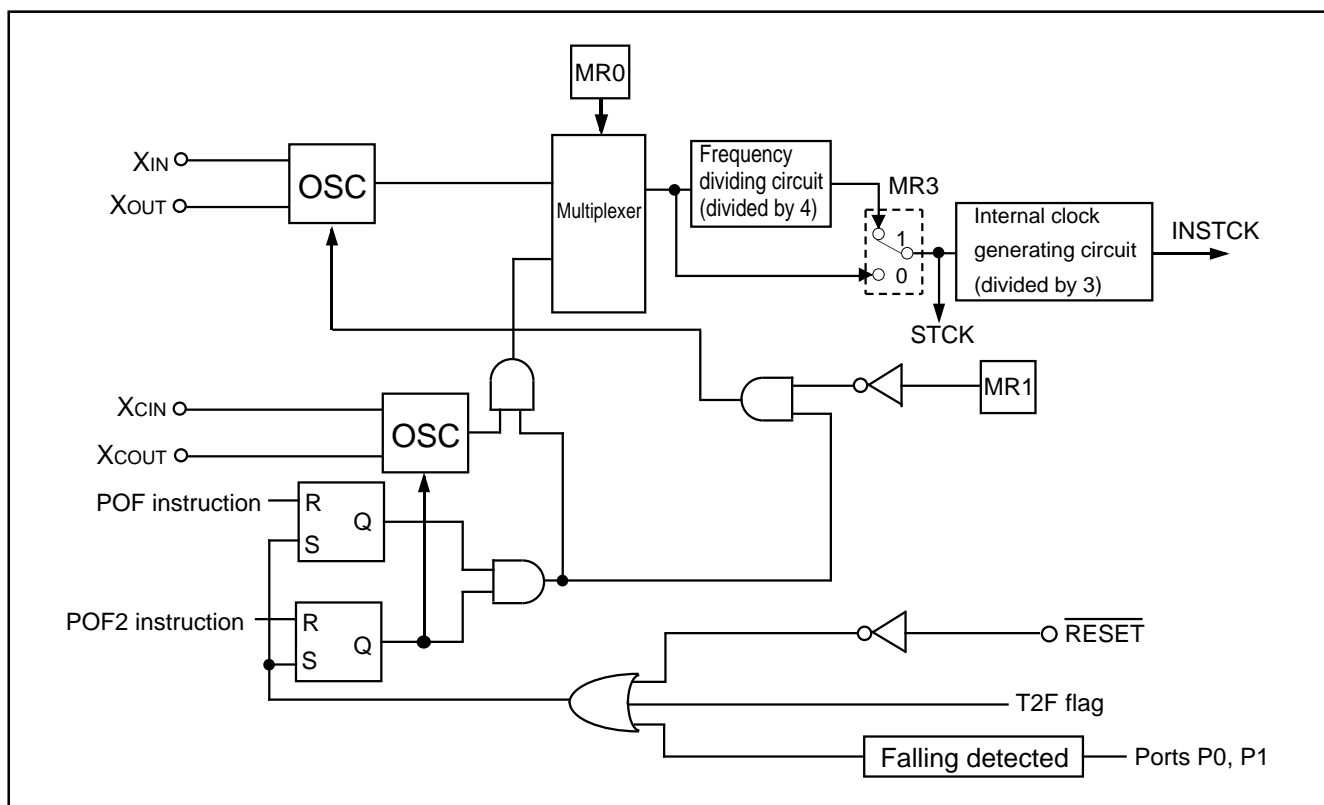 MR0
XIN
XOUT
OSC
Multiplexer
Frequency
dividing circuit
(divided by 4)
MR3
1
0
Internal clock
generating circuit
(divided by 3)
INSTCK
STCK
MR1
XCIN
XCOUT
OSC
POF instruction
R
S
Q
POF2 instruction
R
S
Q
RESET
T2F flag
Falling detected
Ports P0, P1